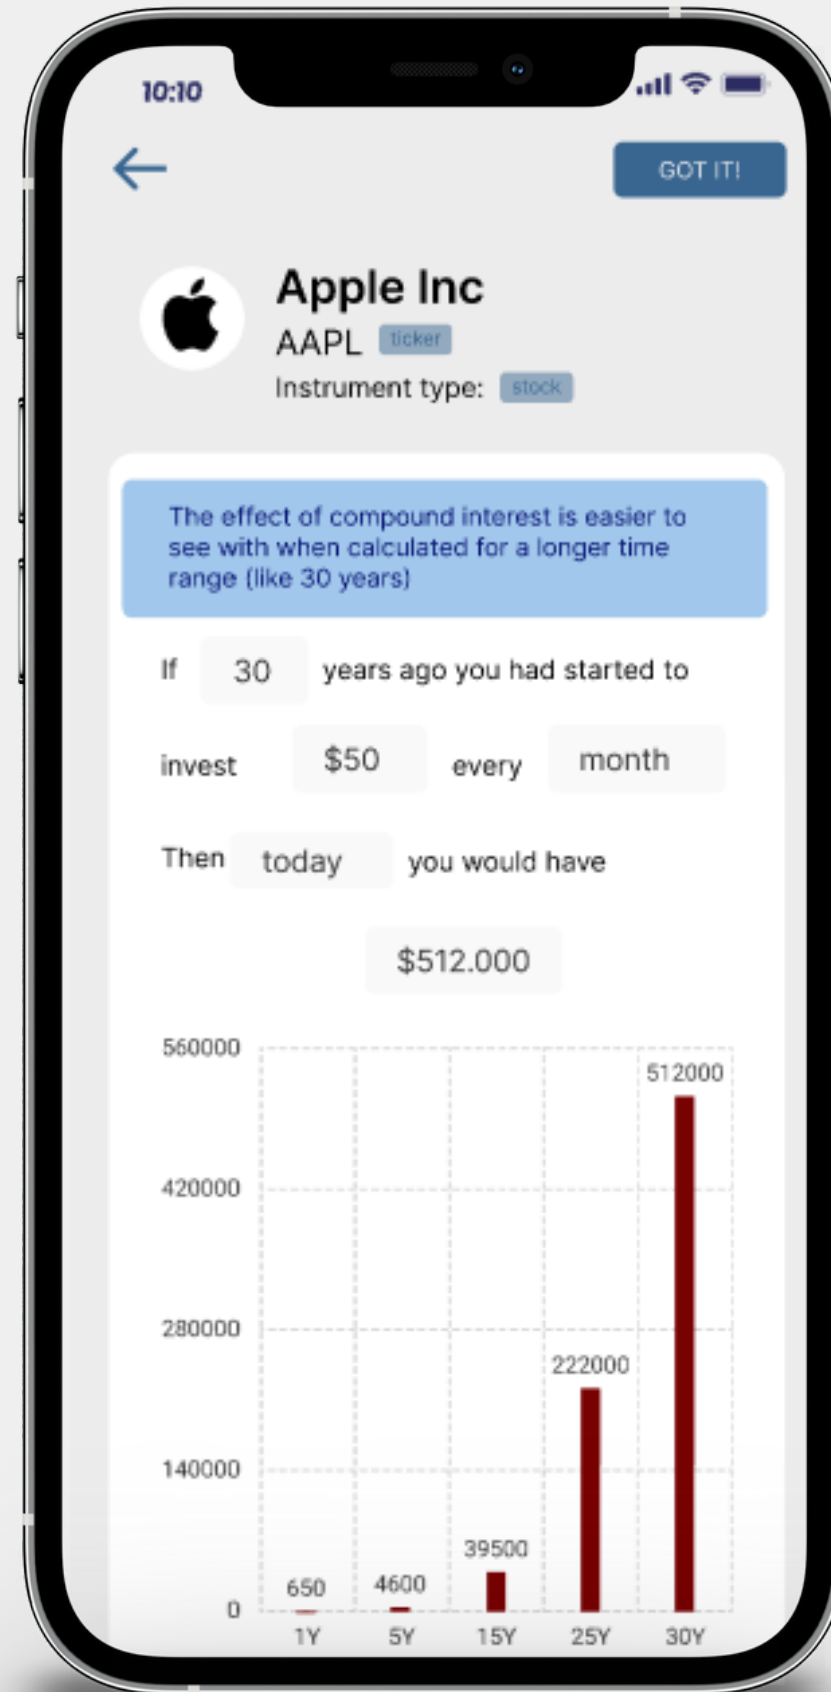 10:10
GOT IT!
Apple Inc
AAPL ticker
Instrument type: stock
The effect of compound interest is easier to
see with when calculated for a longer time
range (like 30 years)
If 30 years ago you had started to
invest $50 every month
Then today you would have
$512.000
560000
512000
420000
280000
222000
140000
39500
650 4600
0
1Y 5Y 15Y 25Y 30Y